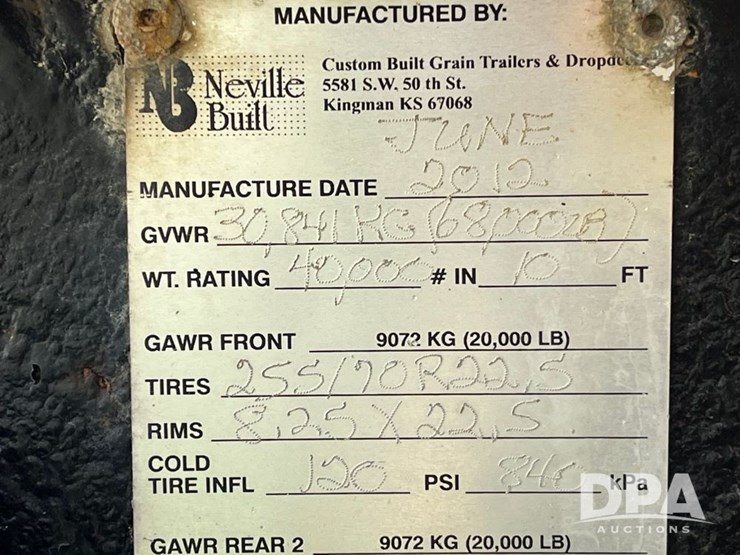 MANUFACTURED BY:
NB Neville Built
Custom Built Grain Trailers &
5581 S.W. 50 th St.
Kingman KS 67068
JUNE
MANUFACTURE DATE 2012
GVWR 30,841 KG (68,000 LB)
WT. RATING 40,000 # IN 10 FT
GAWR FRONT 9072 KG (20,000 LB)
TIRES 255/70R22.5
RIMS 8.25 X 22.5
COLD
TIRE INFL 120 PSI kPa
GAWR REAR 2 9072 KG (20,000 LB)
DPA
AUCTIONS